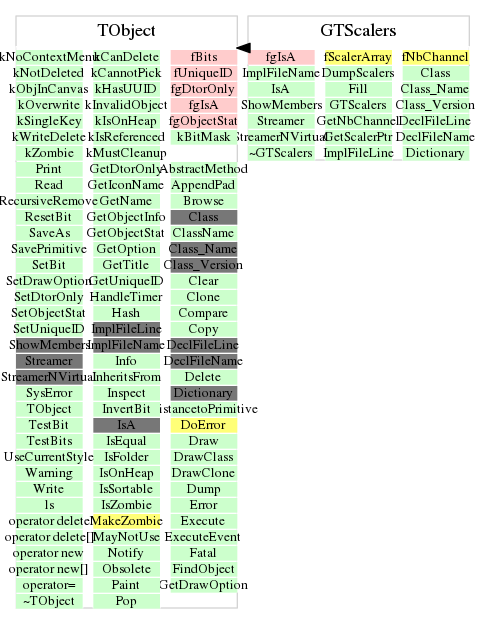 TObject GTScalers
kNoContextMenu kCanDelete fBits fgIsA fScalerArray fNbChannel
kNotDeleted kCannotPick fUniqueID ImplFileName DumpScalers Class
kObjInCanvas kHasUUID fgDtorOnly IsA Fill Class_Name
kOverwrite kInvalidObject fgIsA ShowMembers GTScalers Class_Version
kSingleKey kIsOnHeap fgObjectStat Streamer GetNbChannel DeclFileLine
kWriteDelete kIsReferenced kBitMask StreamerNVirtual GetScalerPtr DeclFileName
kZombie kMustCleanup ~GTScalers ImplFileLine Dictionary
Print GetDtorOnly AbstractMethod
Read GetIconName AppendPad
RecursiveRemove GetName Browse
ResetBit GetObjectInfo Class
SaveAs GetObjectStat ClassName
SavePrimitive GetOption Class_Name
SetBit GetTitle Class_Version
SetDrawOption GetUniqueID Clear
SetDtorOnly HandleTimer Clone
SetObjectStat Hash Compare
SetUniqueID ImplFileLine Copy
ShowMembers ImplFileName DeclFileLine
Streamer Info DeclFileName
StreamerNVirtual InheritsFrom Delete
SysError Inspect Dictionary
TObject InvertBit istancetoPrimitive
TestBit IsA DoError
TestBits IsEqual Draw
UseCurrentStyle IsFolder DrawClass
Warning IsOnHeap DrawClone
Write IsSortable Dump
ls IsZombie Error
operator delete MakeZombie Execute
operator delete[] MayNotUse ExecuteEvent
operator new Notify Fatal
operator new[] Obsolete FindObject
operator= Paint GetDrawOption
~TObject Pop